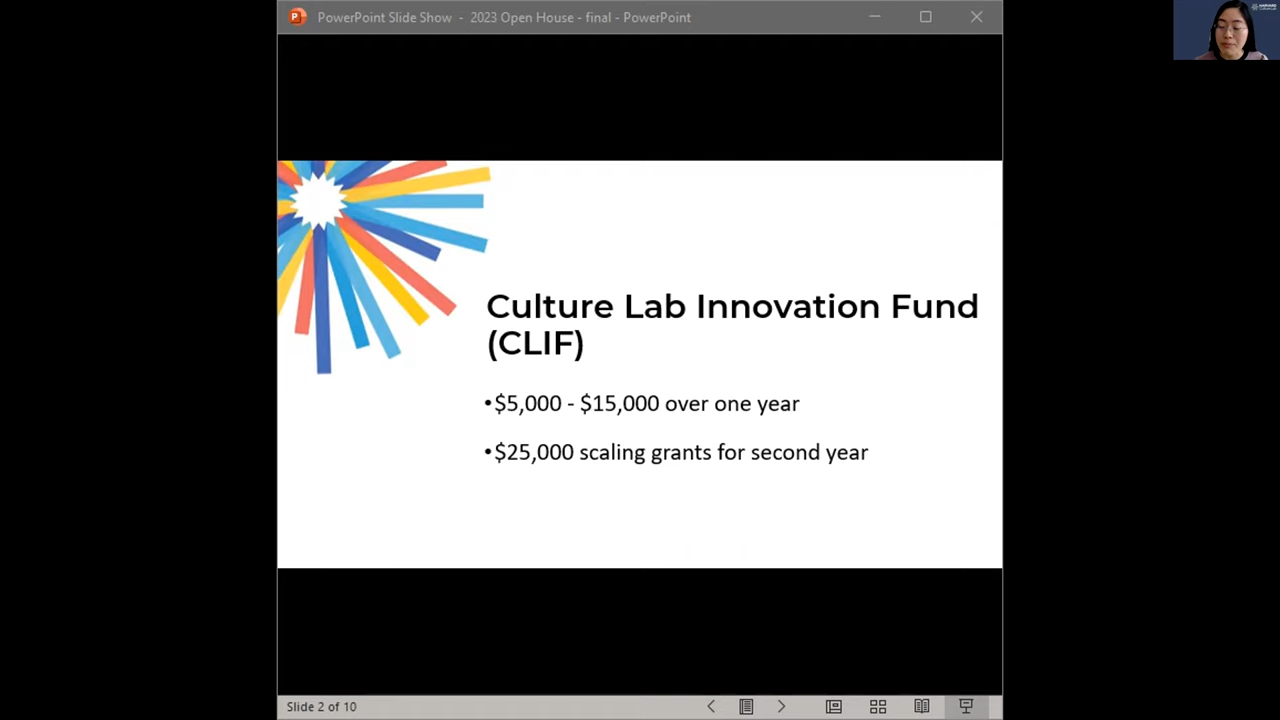 PowerPoint Slide Show - 2023 Open House - final - PowerPoint
HARVARD
Culture Lab Innovation Fund
(CLIF)
•$5,000 - $15,000 over one year
•$25,000 scaling grants for second year
Slide 2 of 10